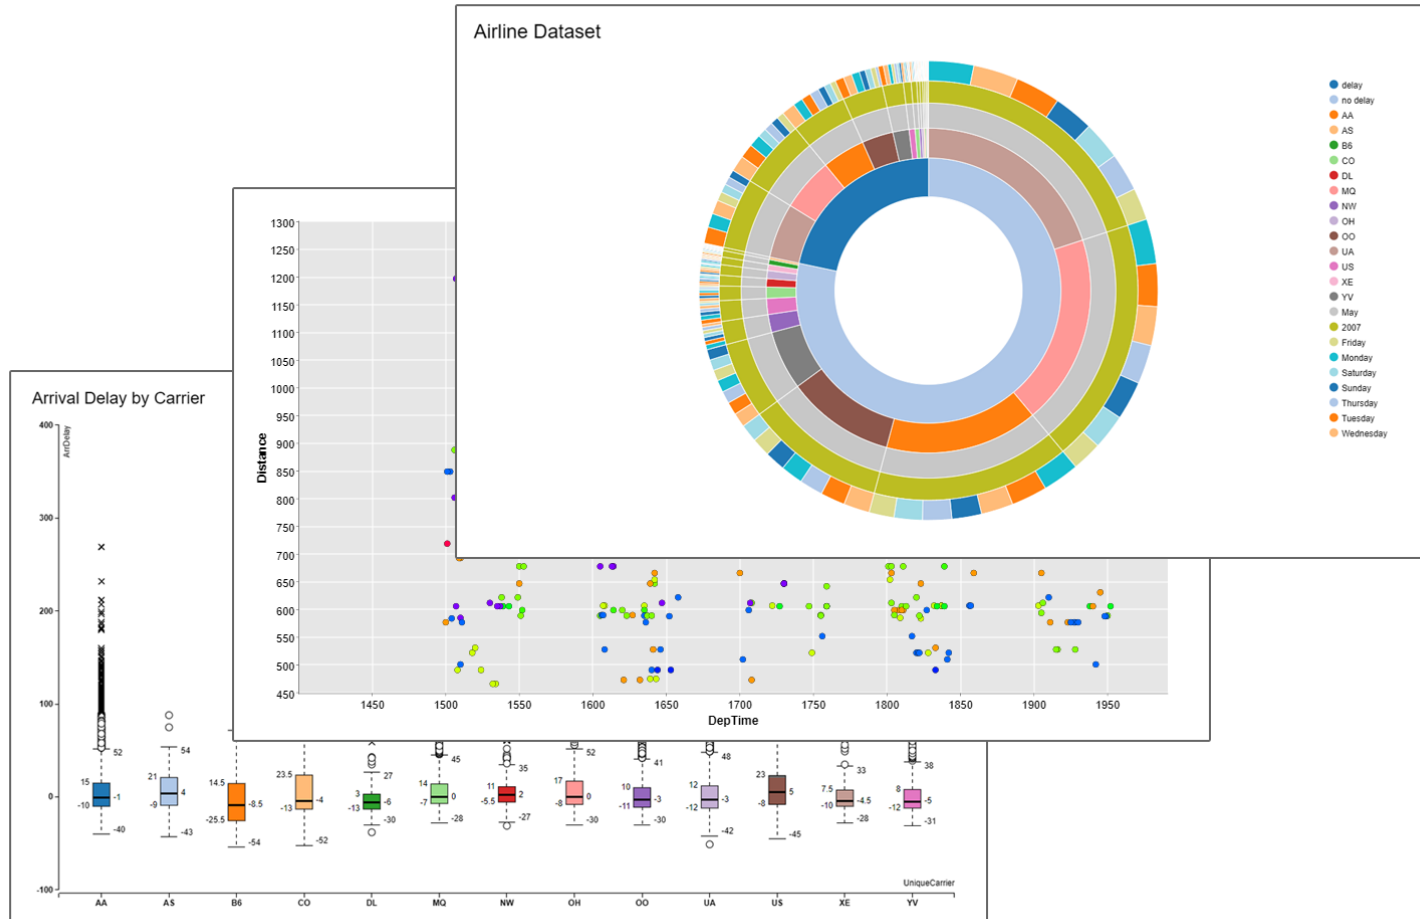 Airline Dataset
delay
no delay
AA
AS
B6
CO
DL
MQ
NW
OH
OO
UA
US
XE
YV
May
2007
Friday
Monday
Saturday
Sunday
Thursday
Tuesday
Wednesday
1300
1250
1200
1150
1100
1050
1000
950
900
850
800
750
700
650
600
550
500
450
Distance
1450 1500 1550 1600 1650 1700 1750 1800 1850 1900 1950
DepTime
Arrival Delay by Carrier
ArrDelay
400
300
200
100
0
-100
52 15 -1 -10 -40
54 21 4 -9 -43
14.5 -8.5 -25.5 -54
23.5 -4 -13 -52
27 3 -6 -13 -30
45 14 0 -7 -28
35 11 2 -5.5 -27
52 17 0 -8 -30
41 10 -3 -11 -30
48 12 -3 -12 -42
23 5 -8 -45
33 7.5 -4.5 -10 -28
38 8 -5 -12 -31
UniqueCarrier
AA AS B6 CO DL MQ NW OH OO UA US XE YV